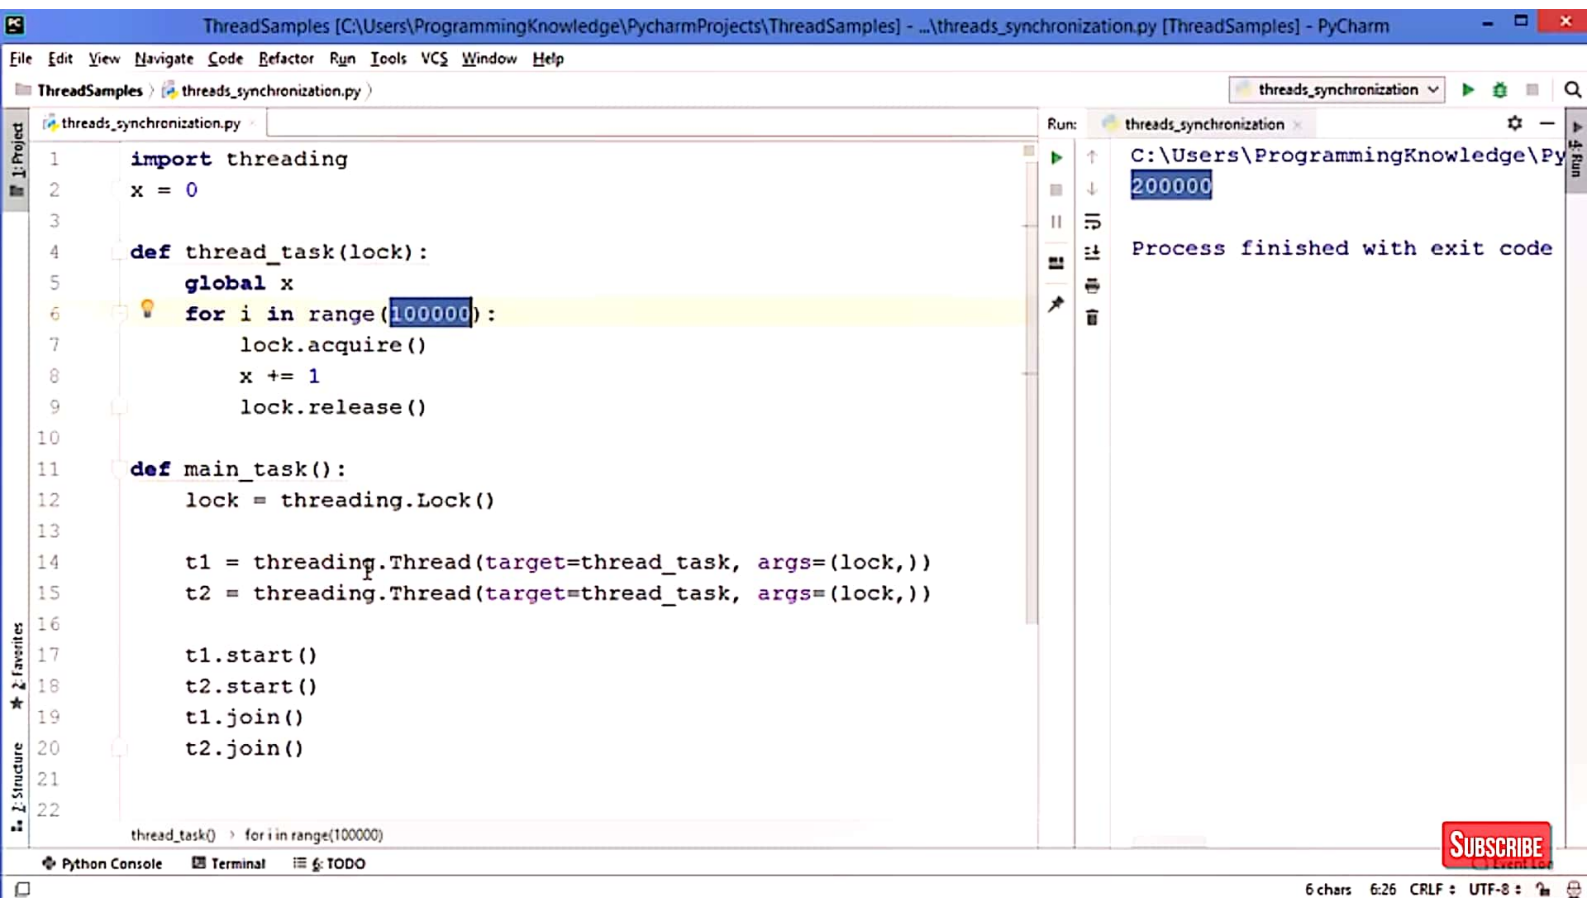 ThreadSamples [C:\Users\ProgrammingKnowledge\PycharmProjects\ThreadSamples] - ...\threads_synchronization.py [ThreadSamples] - PyCharm
File Edit View Navigate Code Refactor Run Tools VCS Window Help
ThreadSamples threads_synchronization.py threads_synchronization
threads_synchronization.py
1 import threading
2 x = 0
3
4 def thread_task(lock):
5 global x
6 for i in range(100000):
7 lock.acquire()
8 x += 1
9 lock.release()
10
11 def main_task():
12 lock = threading.Lock()
13
14 t1 = threading.Thread(target=thread_task, args=(lock,))
15 t2 = threading.Thread(target=thread_task, args=(lock,))
16
17 t1.start()
18 t2.start()
19 t1.join()
20 t2.join()
21
22
thread_task() › for i in range(100000)
Run: threads_synchronization
C:\Users\ProgrammingKnowledge\Py
200000
Process finished with exit code
1: Project
2: Favorites
7: Structure
4: Run
SUBSCRIBE
Python Console Terminal 6: TODO Event Log
6 chars 6:26 CRLF UTF-8